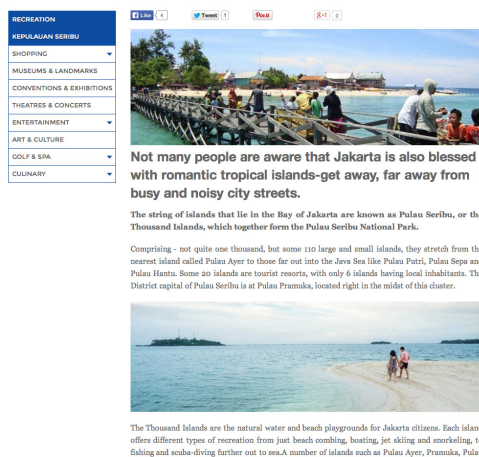 RECREATION
KEPULAUAN SERIBU
SHOPPING
MUSEUMS & LANDMARKS
CONVENTIONS & EXHIBITIONS
THEATRES & CONCERTS
ENTERTAINMENT
ART & CULTURE
GOLF & SPA
CULINARY
Like 4 Tweet 1 Pin it g+1 0
Not many people are aware that Jakarta is also blessed
with romantic tropical islands-get away, far away from
busy and noisy city streets.
The string of islands that lie in the Bay of Jakarta are known as Pulau Seribu, or the
Thousand Islands, which together form the Pulau Seribu National Park.
Comprising - not quite one thousand, but some 110 large and small islands, they stretch from th
nearest island called Pulau Ayer to those far out into the Java Sea like Pulau Putri, Pulau Sepa an
Pulau Hantu. Some 20 islands are tourist resorts, with only 6 islands having local inhabitants. Th
District capital of Pulau Seribu is at Pulau Pramuka, located right in the midst of this cluster.
The Thousand Islands are the natural water and beach playgrounds for Jakarta citizens. Each islan
offers different types of recreation from just beach combing, boating, jet skiing and snorkeling, t
fishing and scuba-diving further out to sea.A number of islands such as Pulau Ayer, Pramuka, Pula